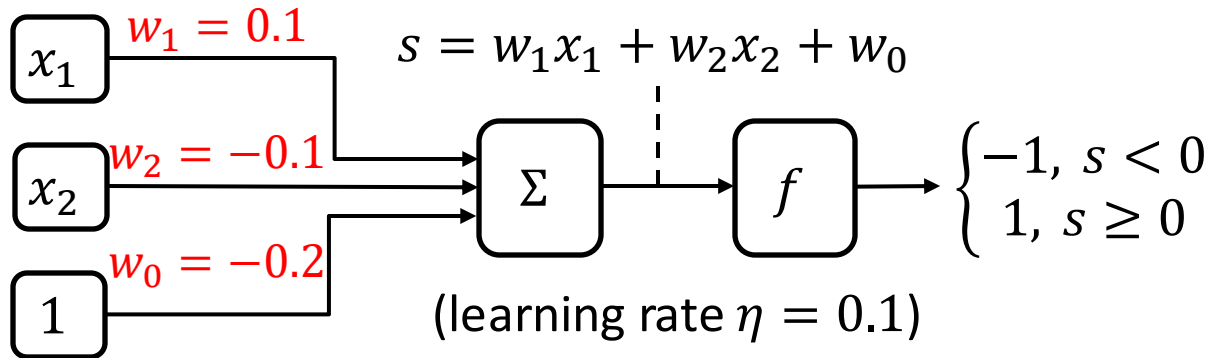 x₁
w₁ = 0.1
s = w₁x₁ + w₂x₂ + w₀
x₂
w₂ = −0.1
Σ
f
−1, s < 0
1, s ≥ 0
1
w₀ = −0.2
(learning rate η = 0.1)